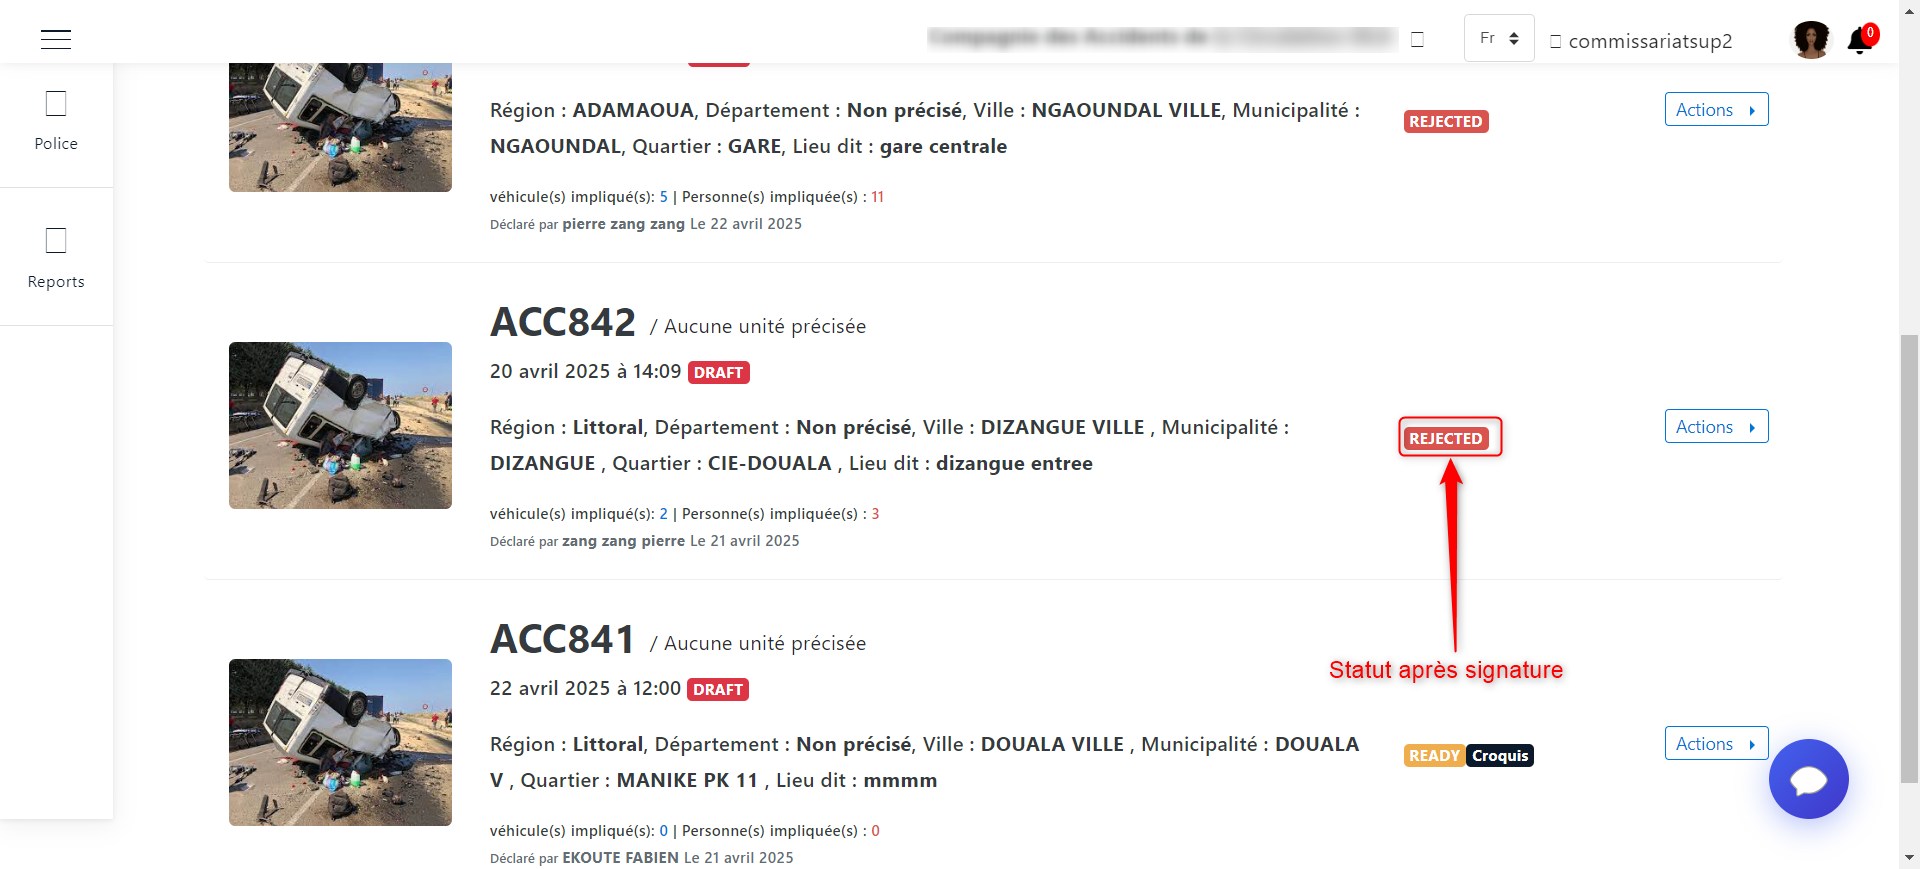 Fr
commissariatsup2
0
Police
Reports
Région : ADAMAOUA, Département : Non précisé, Ville : NGAOUNDAL VILLE, Municipalité :
NGAOUNDAL, Quartier : GARE, Lieu dit : gare centrale
REJECTED
Actions
véhicule(s) impliqué(s): 5 | Personne(s) impliquée(s) : 11
Déclaré par pierre zang zang Le 22 avril 2025
ACC842 / Aucune unité précisée
20 avril 2025 à 14:09 DRAFT
Région : Littoral, Département : Non précisé, Ville : DIZANGUE VILLE , Municipalité :
DIZANGUE , Quartier : CIE-DOUALA , Lieu dit : dizangue entree
REJECTED
Actions
véhicule(s) impliqué(s): 2 | Personne(s) impliquée(s) : 3
Déclaré par zang zang pierre Le 21 avril 2025
Statut après signature
ACC841 / Aucune unité précisée
22 avril 2025 à 12:00 DRAFT
Région : Littoral, Département : Non précisé, Ville : DOUALA VILLE , Municipalité : DOUALA
V , Quartier : MANIKE PK 11 , Lieu dit : mmmm
READY Croquis
Actions
véhicule(s) impliqué(s): 0 | Personne(s) impliquée(s) : 0
Déclaré par EKOUTE FABIEN Le 21 avril 2025